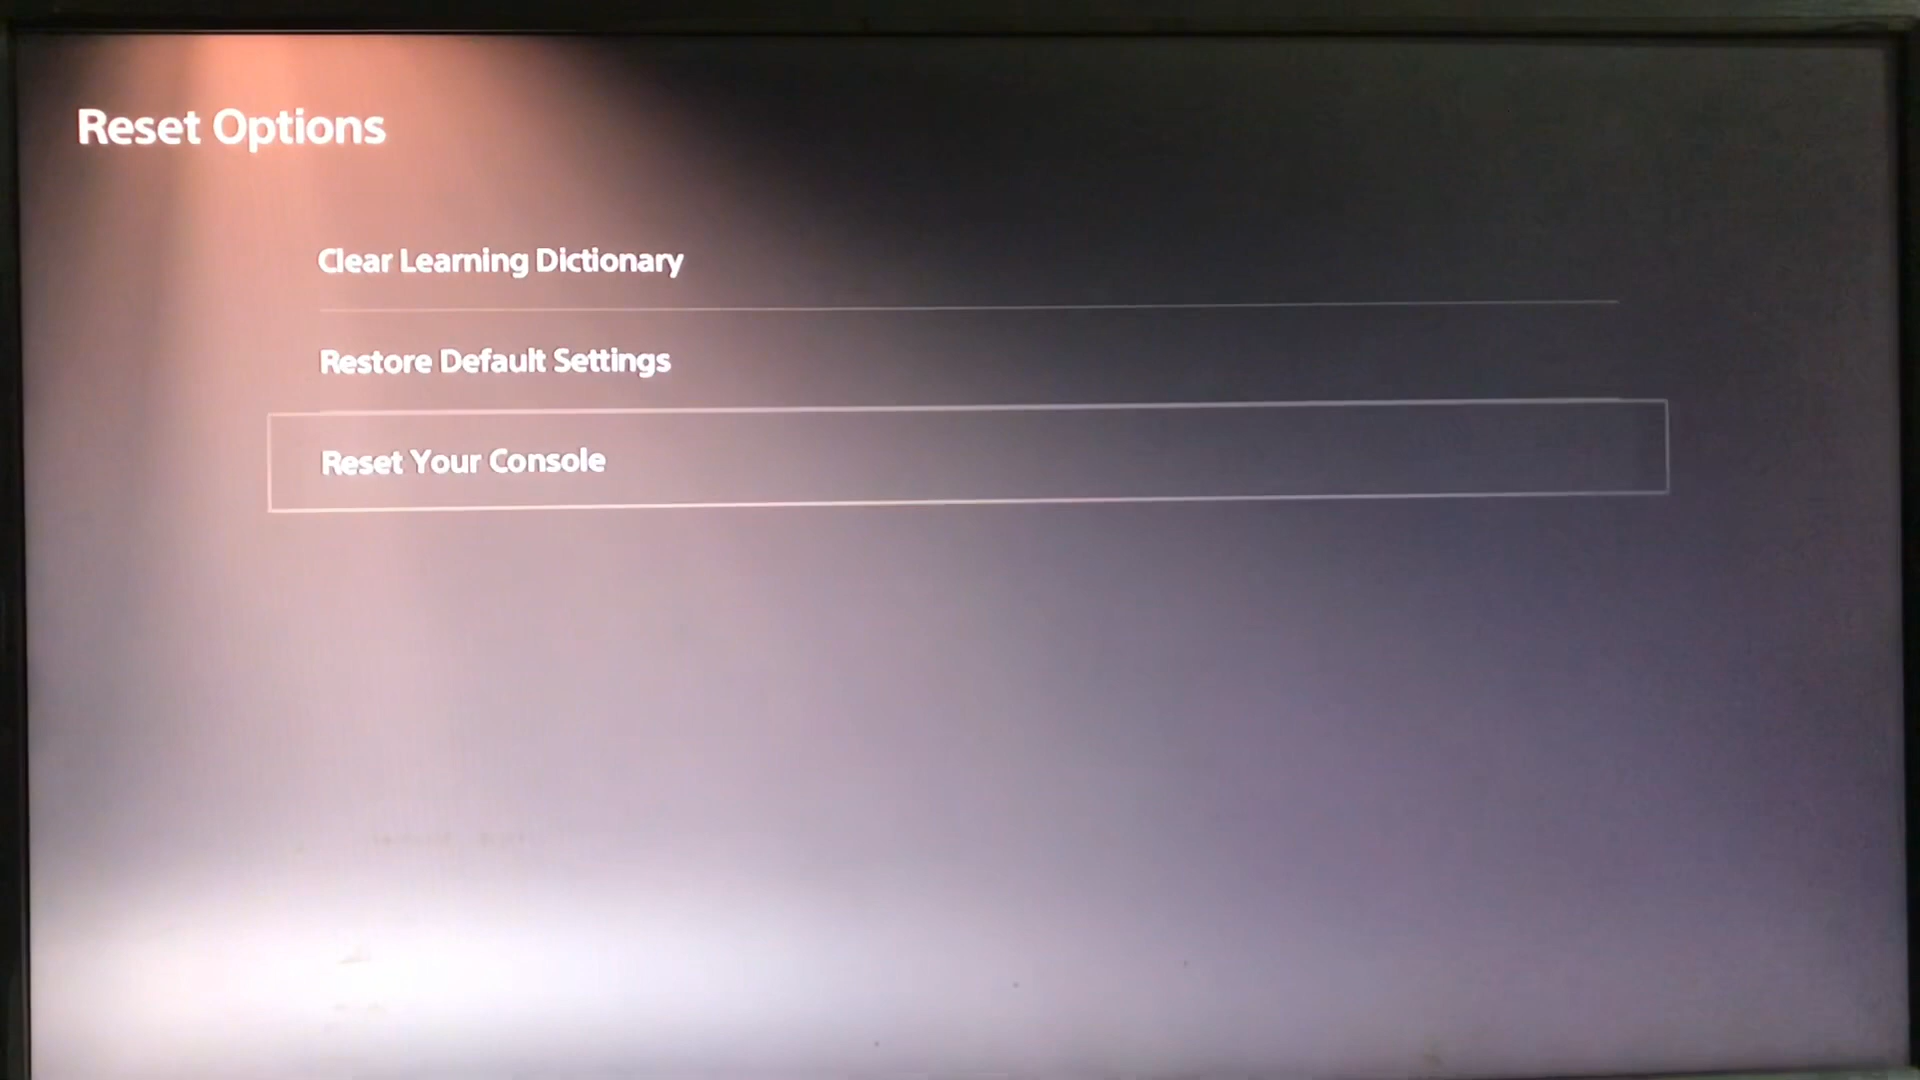 Reset Options
Clear Learning Dictionary
Restore Default Settings
Reset Your Console